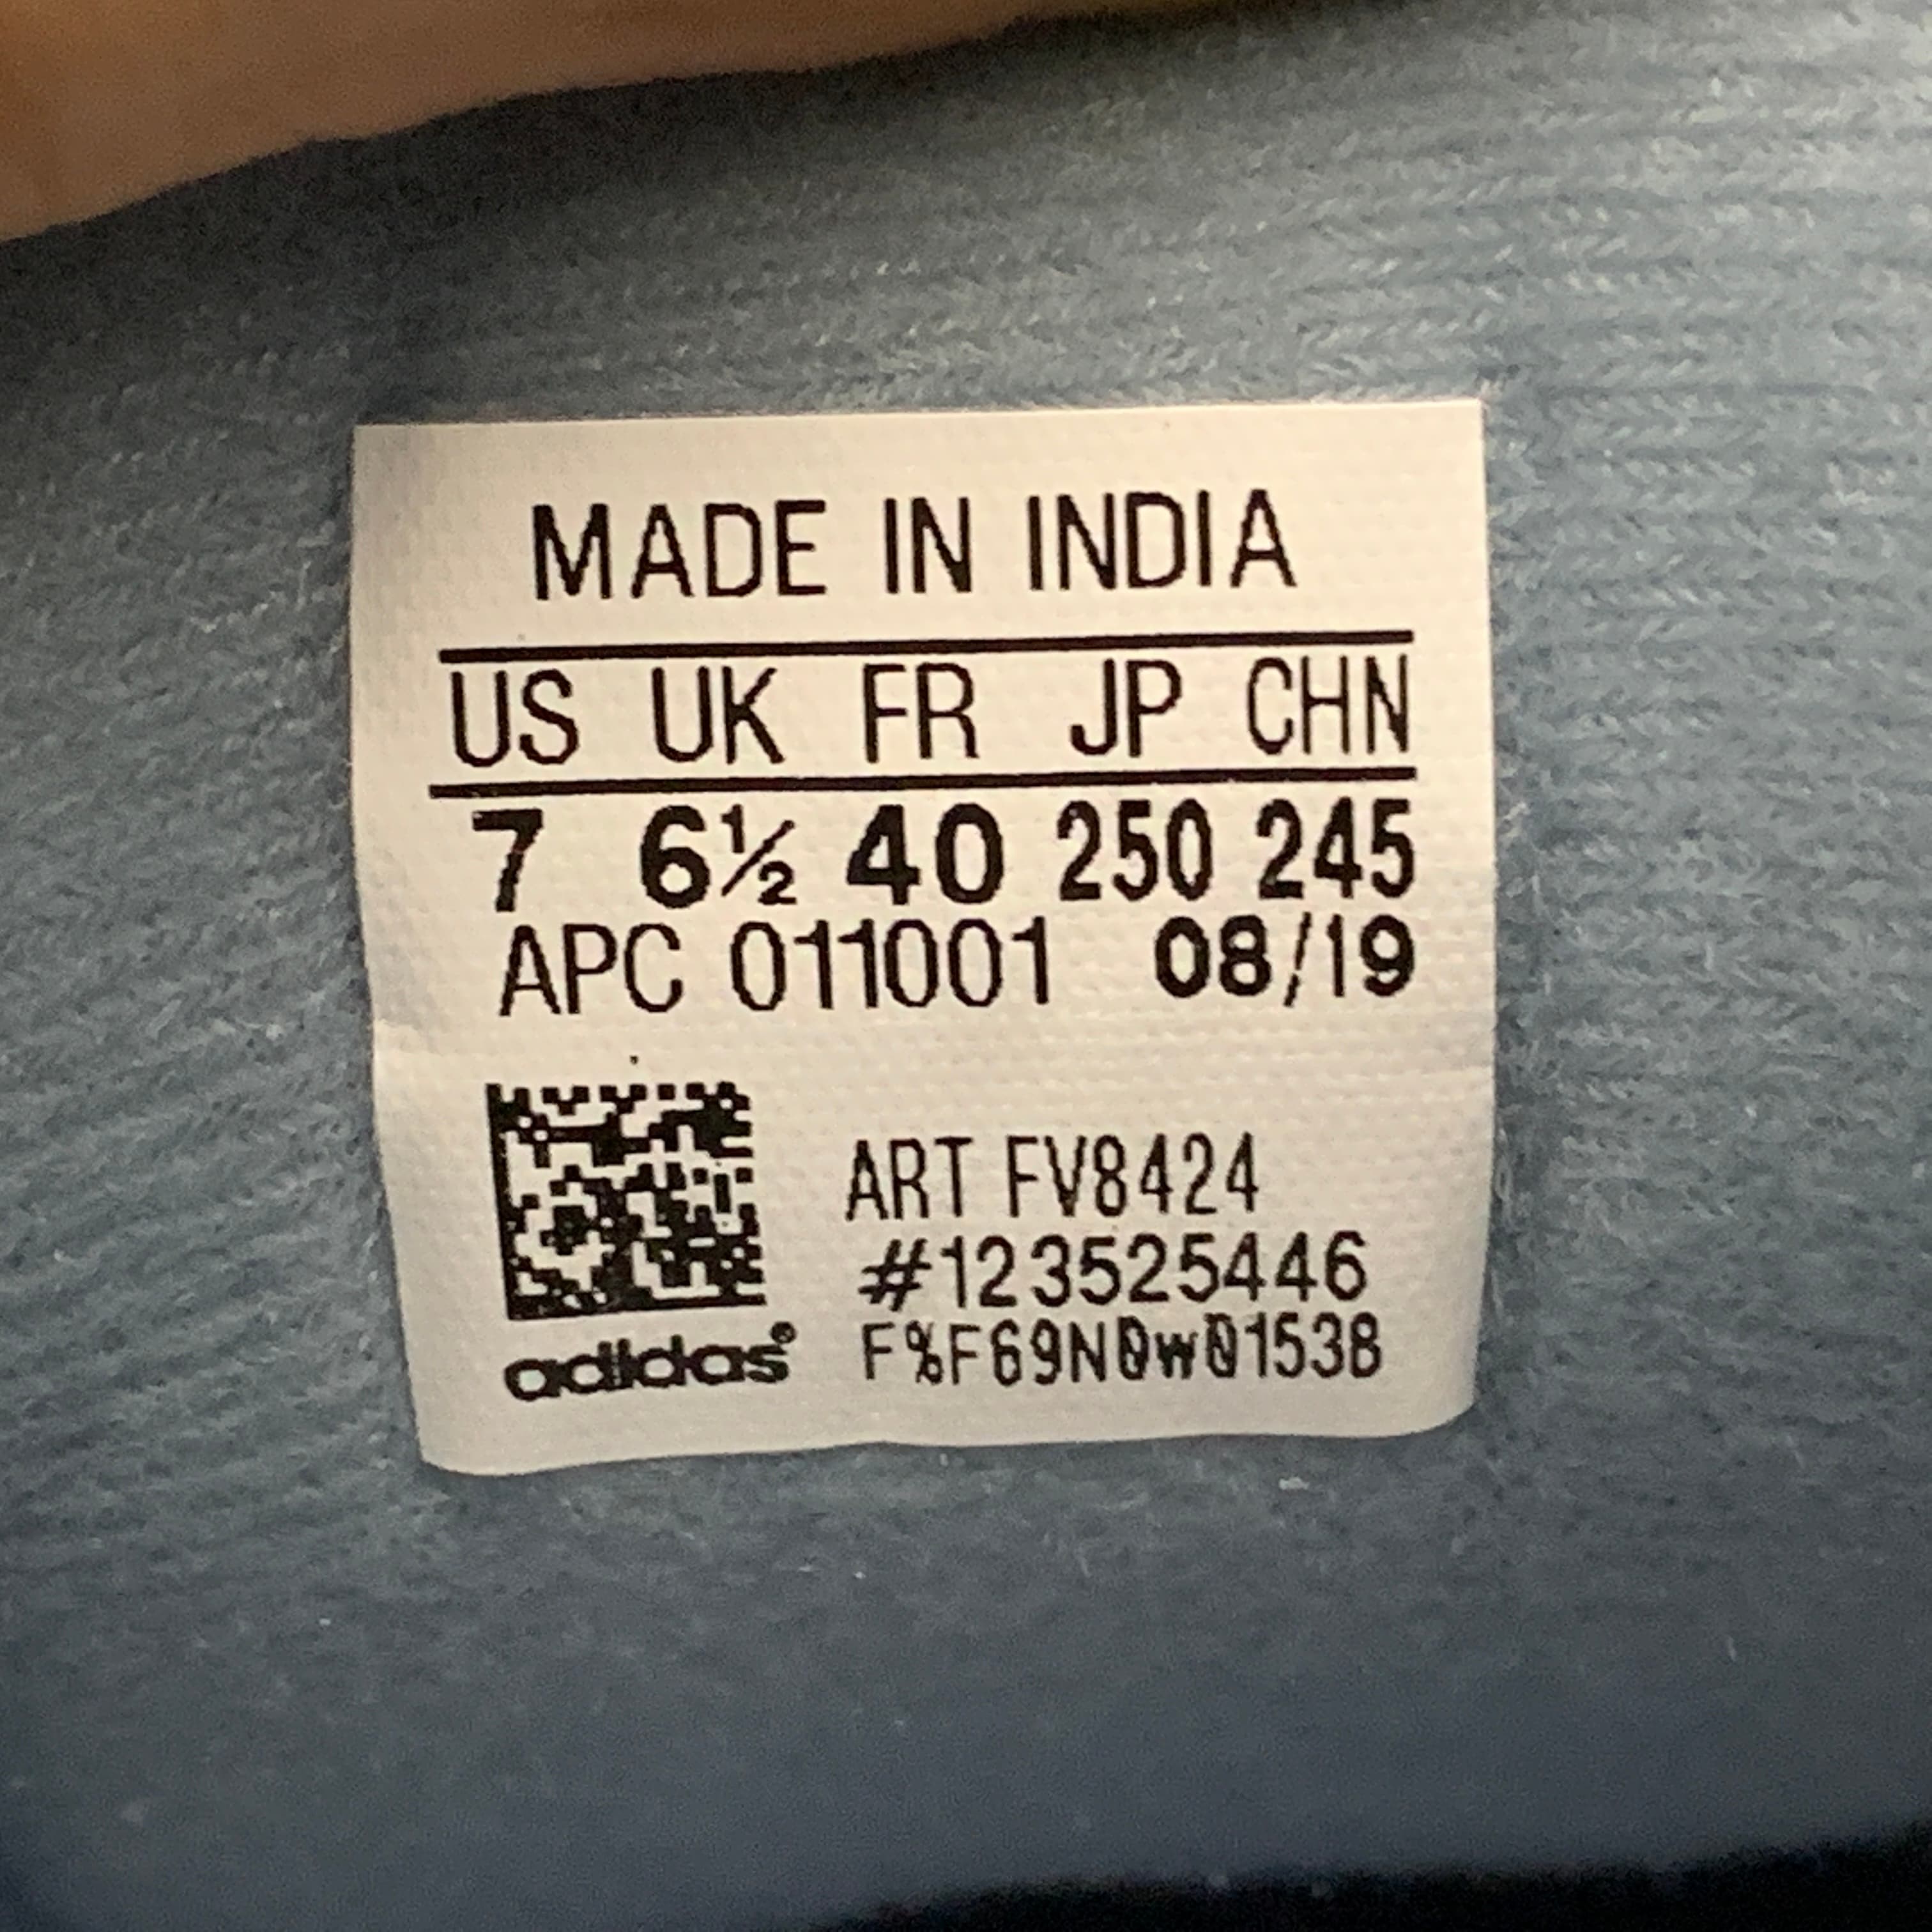 MADE IN INDIA
US UK FR JP CHN
7 6½ 40 250 245
APC 011001 08/19
ART FV8424
#123525446
adidas® F%F69N0w01538